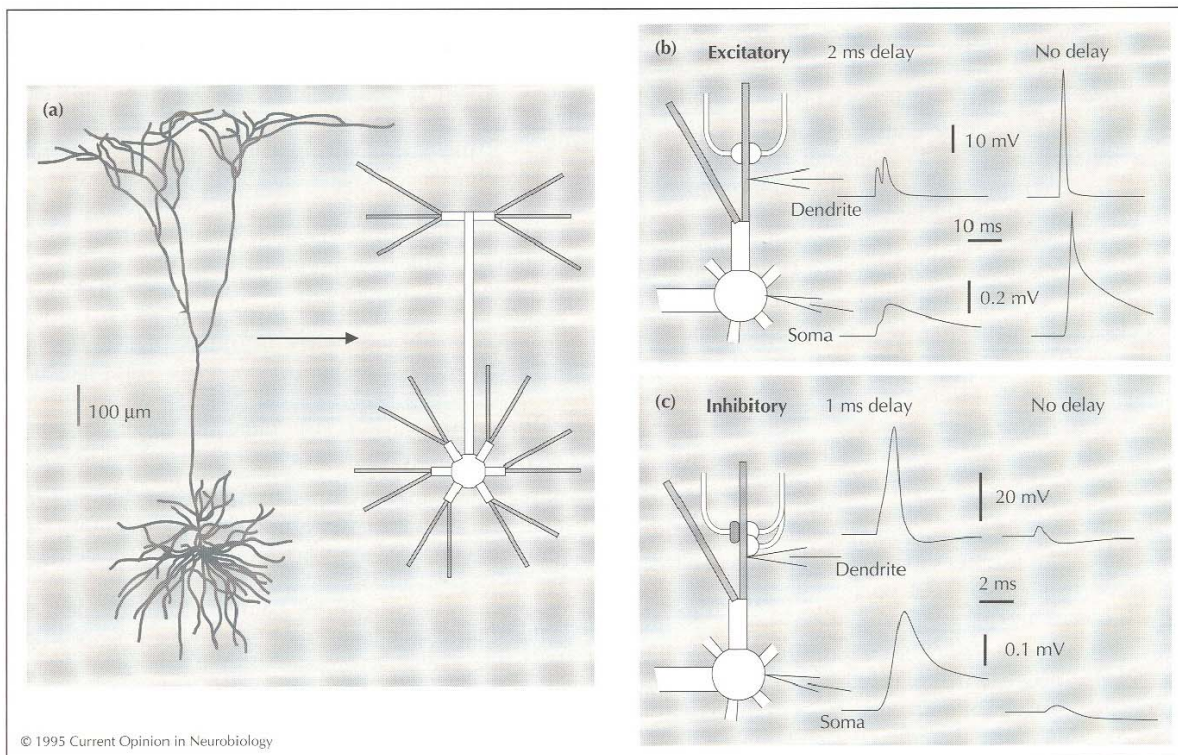 (a)
100 µm
(b) Excitatory 2 ms delay No delay
10 mV
Dendrite
10 ms
0.2 mV
Soma
(c) Inhibitory 1 ms delay No delay
20 mV
Dendrite
2 ms
0.1 mV
Soma
© 1995 Current Opinion in Neurobiology